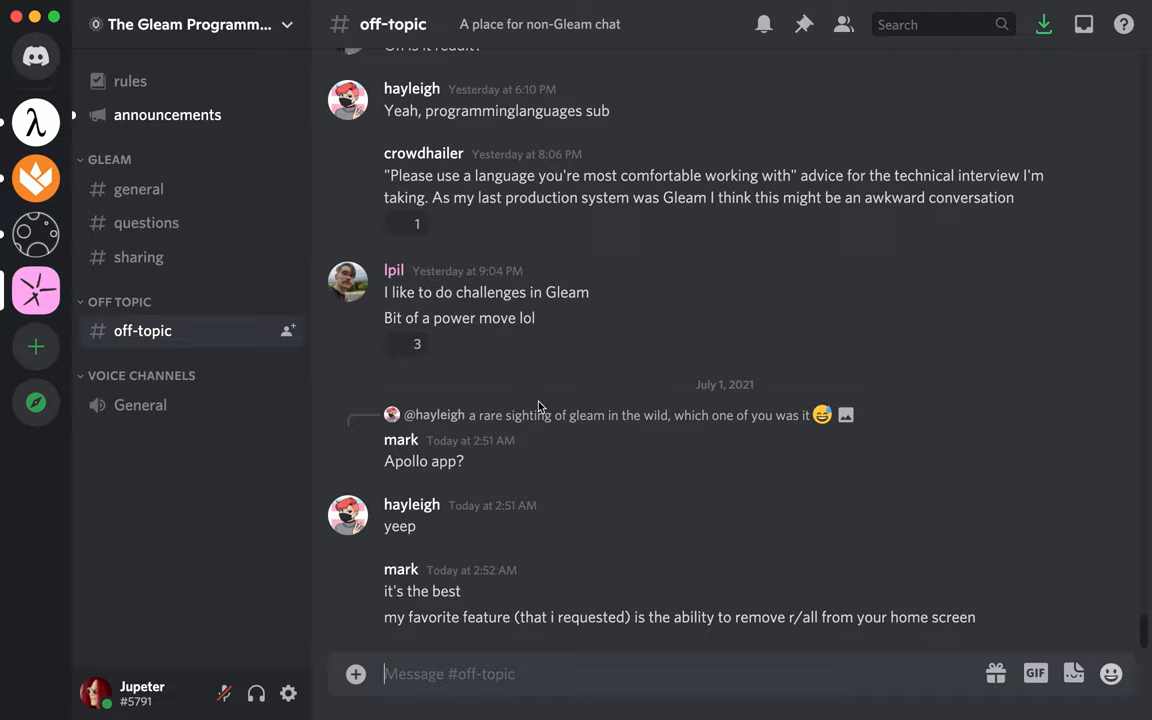 The Gleam Programm...
off-topic
A place for non-Gleam chat
Search
rules
announcements
GLEAM
general
questions
sharing
OFF TOPIC
off-topic
VOICE CHANNELS
General
Jupeter
#5791
hayleigh Yesterday at 6:10 PM
Yeah, programminglanguages sub
crowdhailer Yesterday at 8:06 PM
"Please use a language you're most comfortable working with" advice for the technical interview I'm
taking. As my last production system was Gleam I think this might be an awkward conversation
1
lpil Yesterday at 9:04 PM
I like to do challenges in Gleam
Bit of a power move lol
3
July 1, 2021
@hayleigh a rare sighting of gleam in the wild, which one of you was it
mark Today at 2:51 AM
Apollo app?
hayleigh Today at 2:51 AM
yeep
mark Today at 2:52 AM
it's the best
my favorite feature (that i requested) is the ability to remove r/all from your home screen
Message #off-topic
GIF